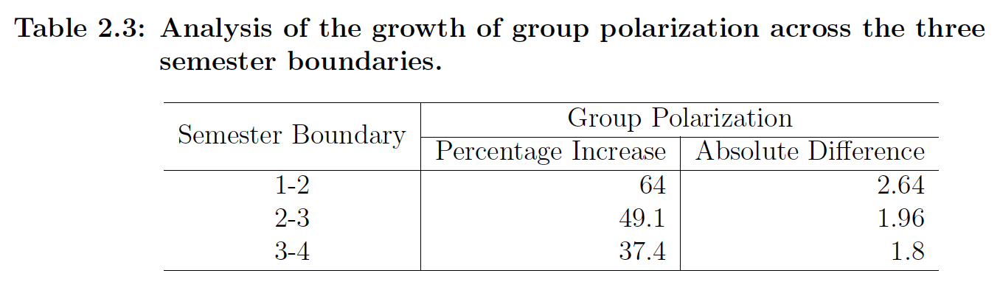 Table 2.3: Analysis of the growth of group polarization across the three
semester boundaries.
Semester Boundary
Group Polarization
Percentage Increase Absolute Difference
1-2 64 2.64
2-3 49.1 1.96
3-4 37.4 1.8